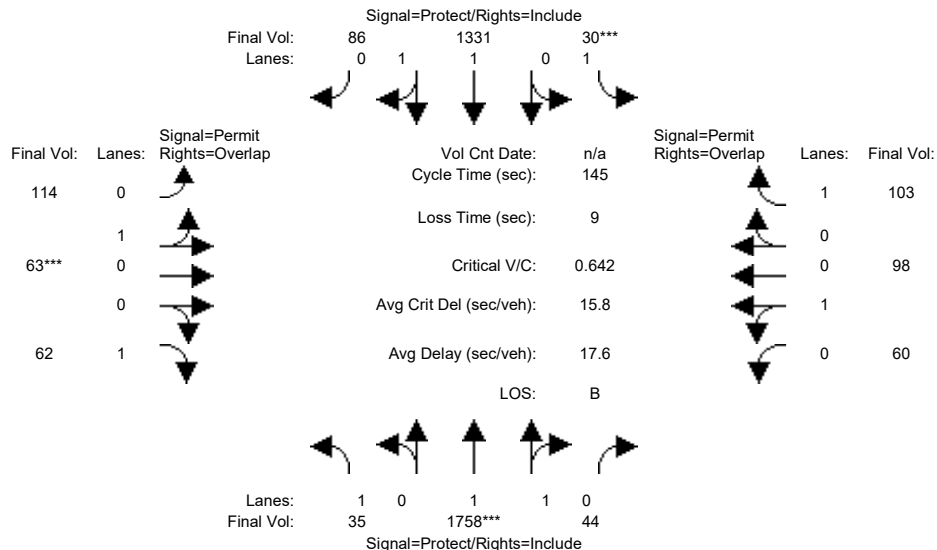 Signal=Protect/Rights=Include
Final Vol: 86 1331 30***
Lanes: 0 1 1 0 1
Signal=Permit Signal=Permit
Final Vol: Lanes: Rights=Overlap Vol Cnt Date: n/a Rights=Overlap Lanes: Final Vol:
Cycle Time (sec): 145
114 0 1 103
Loss Time (sec): 9
1 0
63*** 0 Critical V/C: 0.642 0 98
0 Avg Crit Del (sec/veh): 15.8 1
62 1 Avg Delay (sec/veh): 17.6 0 60
LOS: B
Lanes: 1 0 1 1 0
Final Vol: 35 1758*** 44
Signal=Protect/Rights=Include